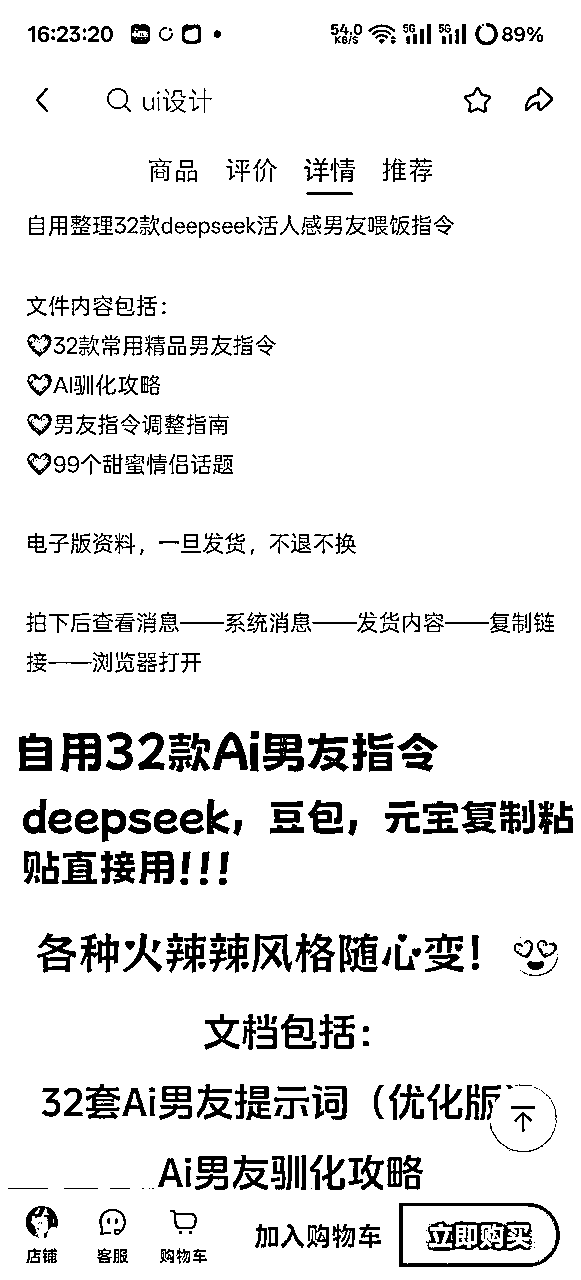 16:23:20 54.0 KB/S 5G 5G 89%
ui设计
商品 评价 详情 推荐
自用整理32款deepseek活人感男友喂饭指令
文件内容包括：
32款常用精品男友指令
AI驯化攻略
男友指令调整指南
99个甜蜜情侣话题
电子版资料，一旦发货，不退不换
拍下后查看消息——系统消息——发货内容——复制链
接——浏览器打开
自用32款Ai男友指令
deepseek，豆包，元宝复制粘
贴直接用！！！
各种火辣辣风格随心变！
文档包括：
32套Ai男友提示词（优化版
Ai男友驯化攻略
店铺 客服 购物车 加入购物车 立即购买